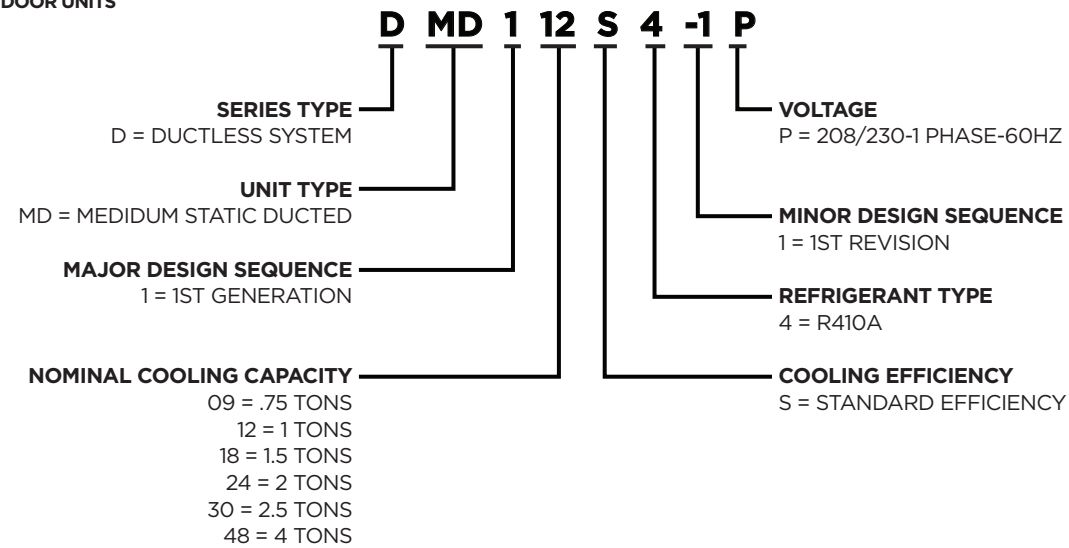 DOOR UNITS
D MD 1 12 S 4 -1 P
SERIES TYPE
D = DUCTLESS SYSTEM
UNIT TYPE
MD = MEDIDUM STATIC DUCTED
MAJOR DESIGN SEQUENCE
1 = 1ST GENERATION
NOMINAL COOLING CAPACITY
09 = .75 TONS
12 = 1 TONS
18 = 1.5 TONS
24 = 2 TONS
30 = 2.5 TONS
48 = 4 TONS
VOLTAGE
P = 208/230-1 PHASE-60HZ
MINOR DESIGN SEQUENCE
1 = 1ST REVISION
REFRIGERANT TYPE
4 = R410A
COOLING EFFICIENCY
S = STANDARD EFFICIENCY